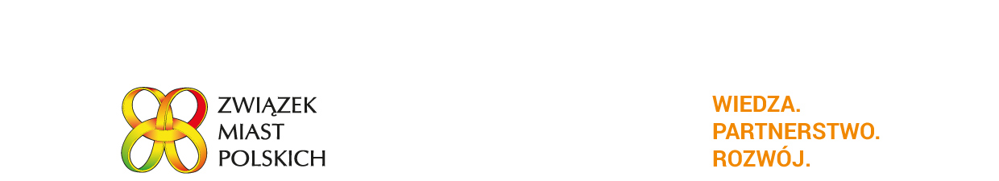 ZWIĄZEK
MIAST
POLSKICH
WIEDZA.
PARTNERSTWO.
ROZWÓJ.